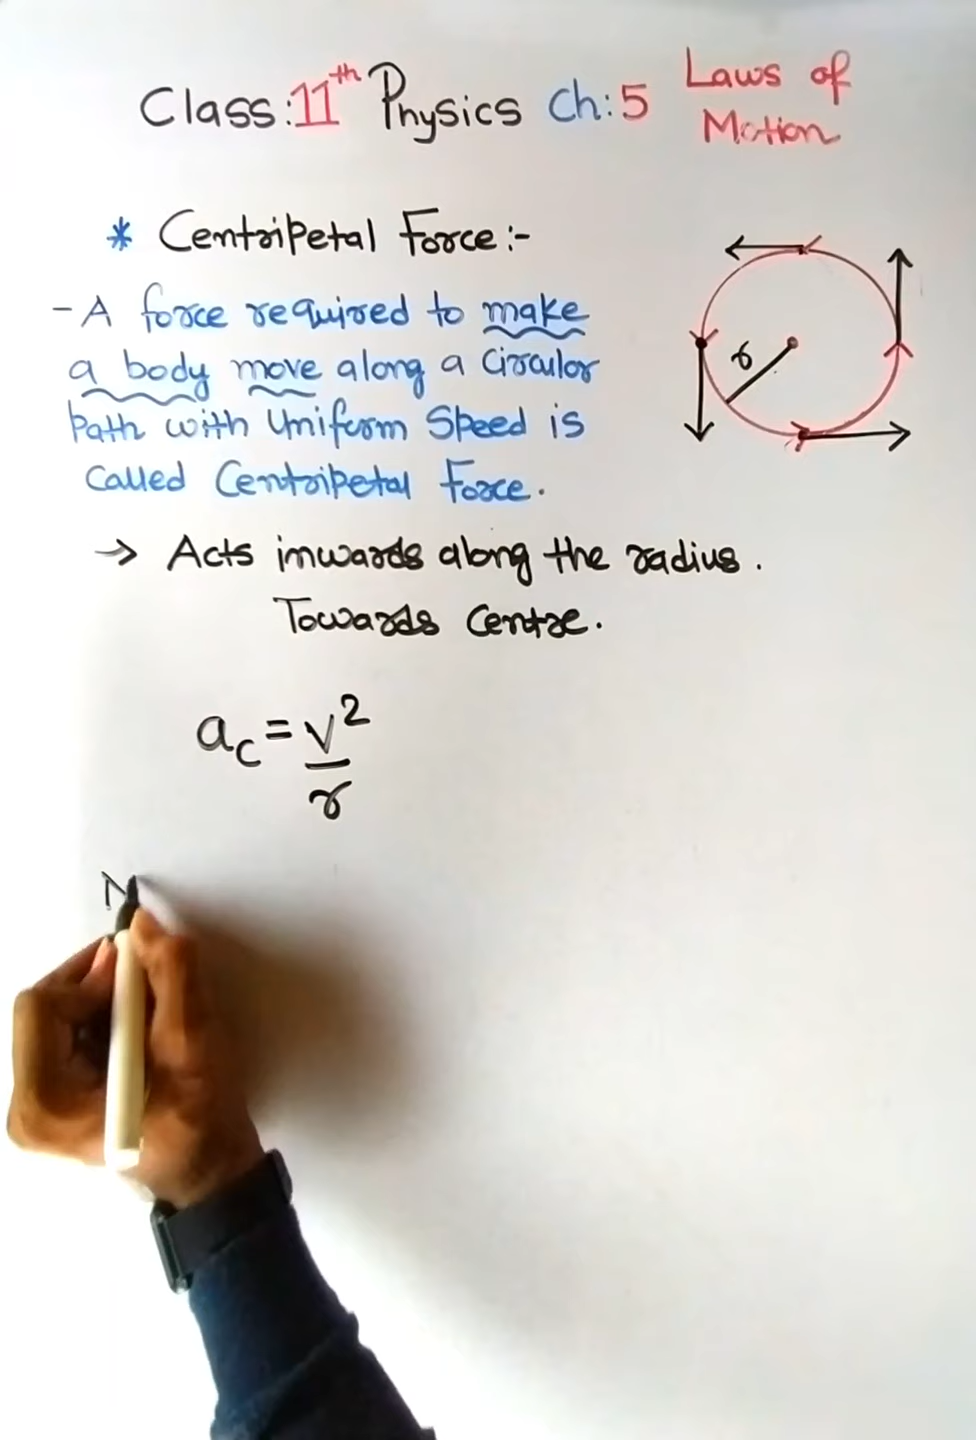 Class: 11th Physics Ch: 5 Laws of Motion
* Centripetal Force:-
- A force required to make
a body move along a Circular
Path with Uniform Speed is
Called Centripetal Force.
r
→ Acts inwards along the radius.
Towards Centre.
a_c = v²/r
N